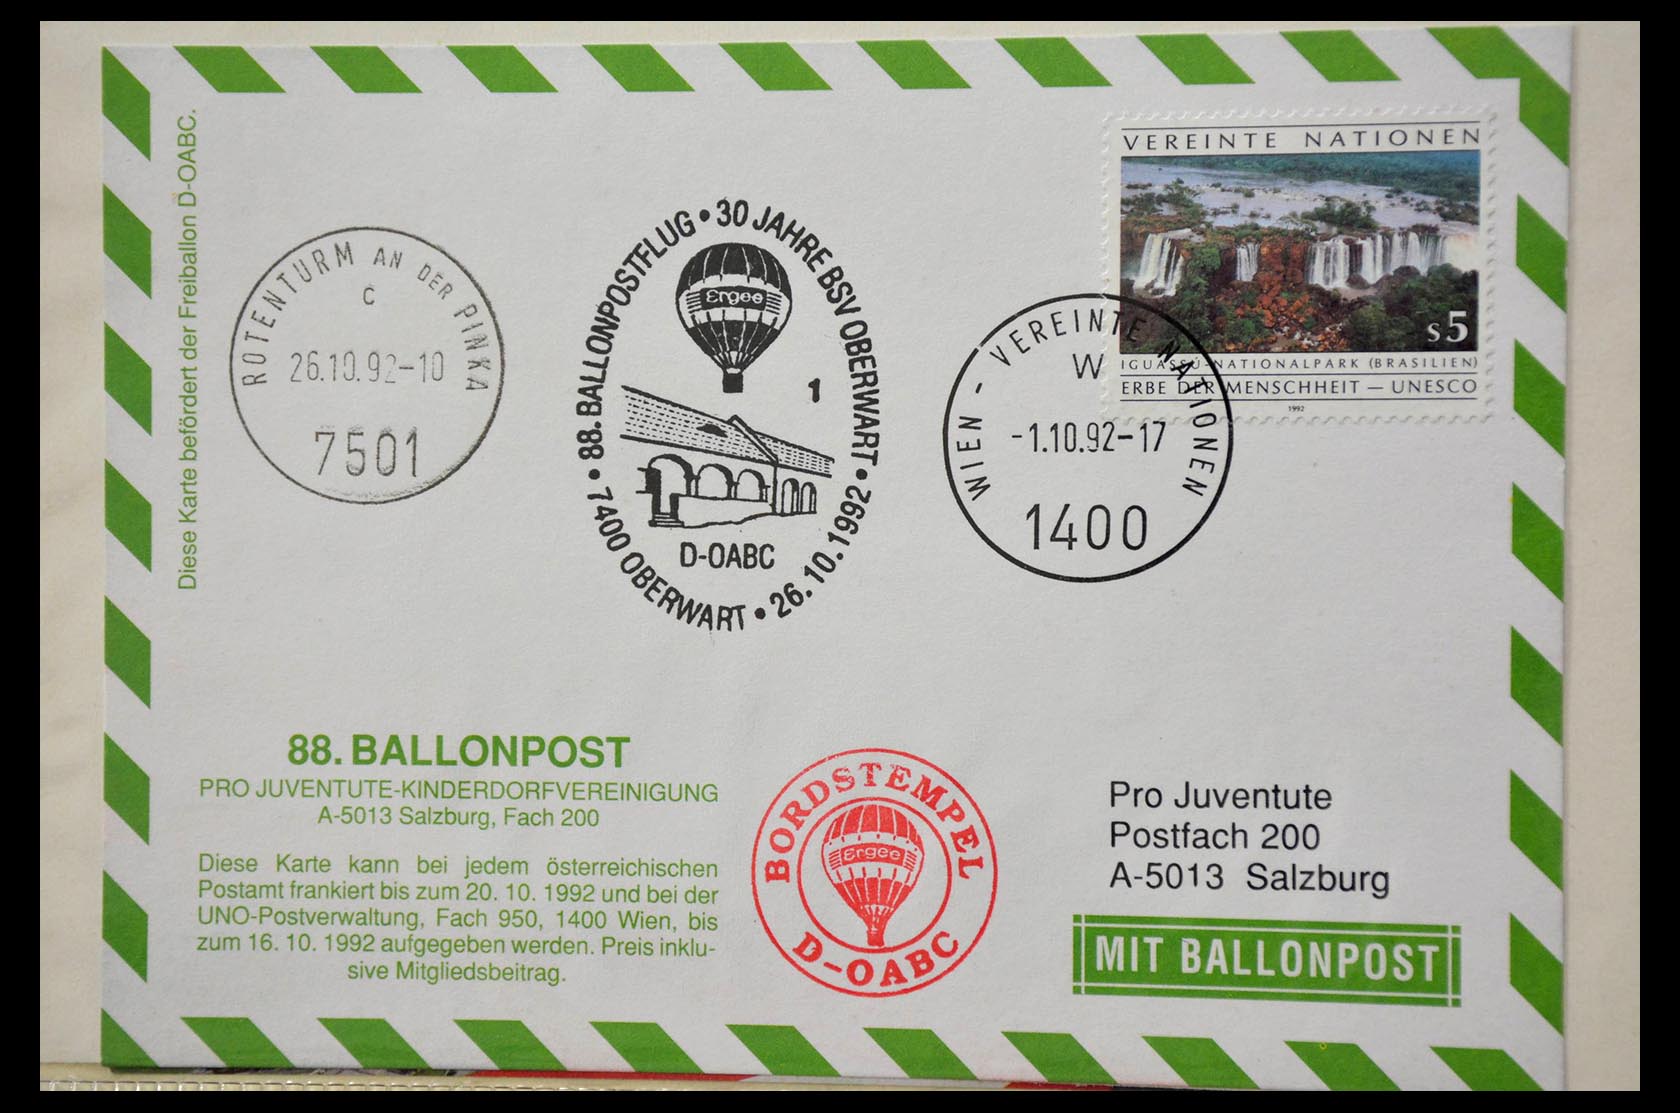 Diese Karte befördert der Freiballon D-OABC.
ROTENTURM AN DER PINKA
C
26.10.92-10
7501
88. BALLONPOSTFLUG • 30 JAHRE BSV OBERWART •
Ergee
1
D-OABC
• 7400 OBERWART • 26.10.1992
VEREINTE NATIONEN
s5
IGUASSÚ-NATIONALPARK (BRASILIEN)
ERBE DER MENSCHHEIT — UNESCO
1992
WIEN - VEREINTE NATIONEN
W
-1.10.92-17
1400
88. BALLONPOST
PRO JUVENTUTE-KINDERDORFVEREINIGUNG
A-5013 Salzburg, Fach 200
Diese Karte kann bei jedem österreichischen
Postamt frankiert bis zum 20. 10. 1992 und bei der
UNO-Postverwaltung, Fach 950, 1400 Wien, bis
zum 16. 10. 1992 aufgegeben werden. Preis inklu-
sive Mitgliedsbeitrag.
BORDSTEMPEL
Ergee
D-OABC
Pro Juventute
Postfach 200
A-5013 Salzburg
MIT BALLONPOST